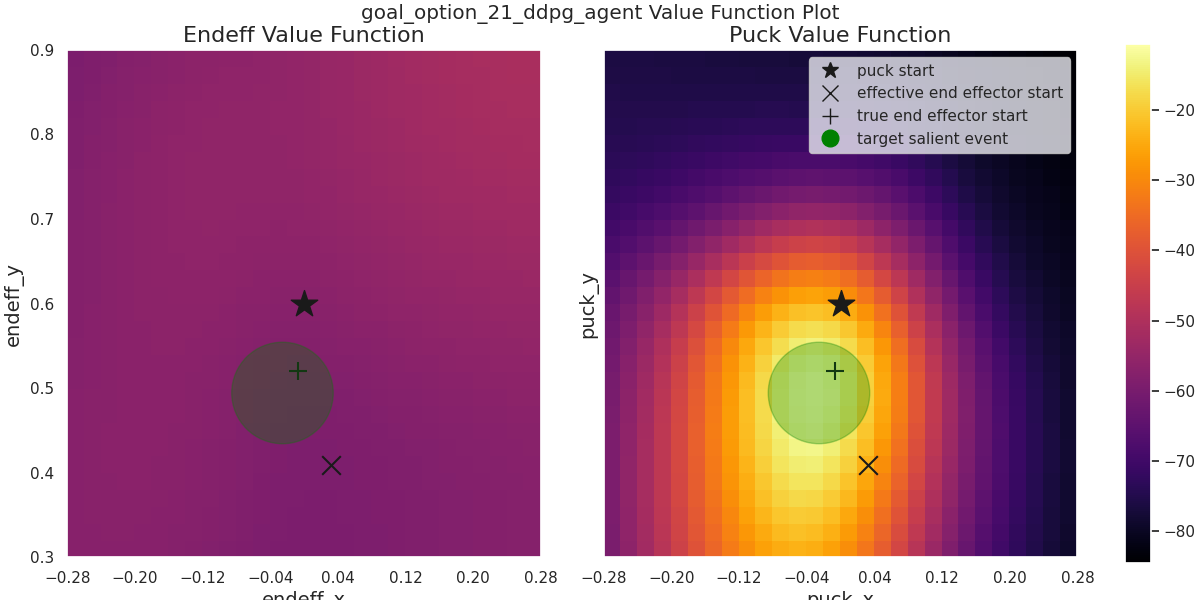 goal_option_21_ddpg_agent Value Function Plot
Endeff Value Function
Puck Value Function
puck start
effective end effector start
true end effector start
target salient event
endeff_y
0.9
0.8
0.7
0.6
0.5
0.4
0.3
−0.28 −0.20 −0.12 −0.04 0.04 0.12 0.20 0.28
endeff_x
puck_y
−0.28 −0.20 −0.12 −0.04 0.04 0.12 0.20 0.28
puck_x
−20
−30
−40
−50
−60
−70
−80